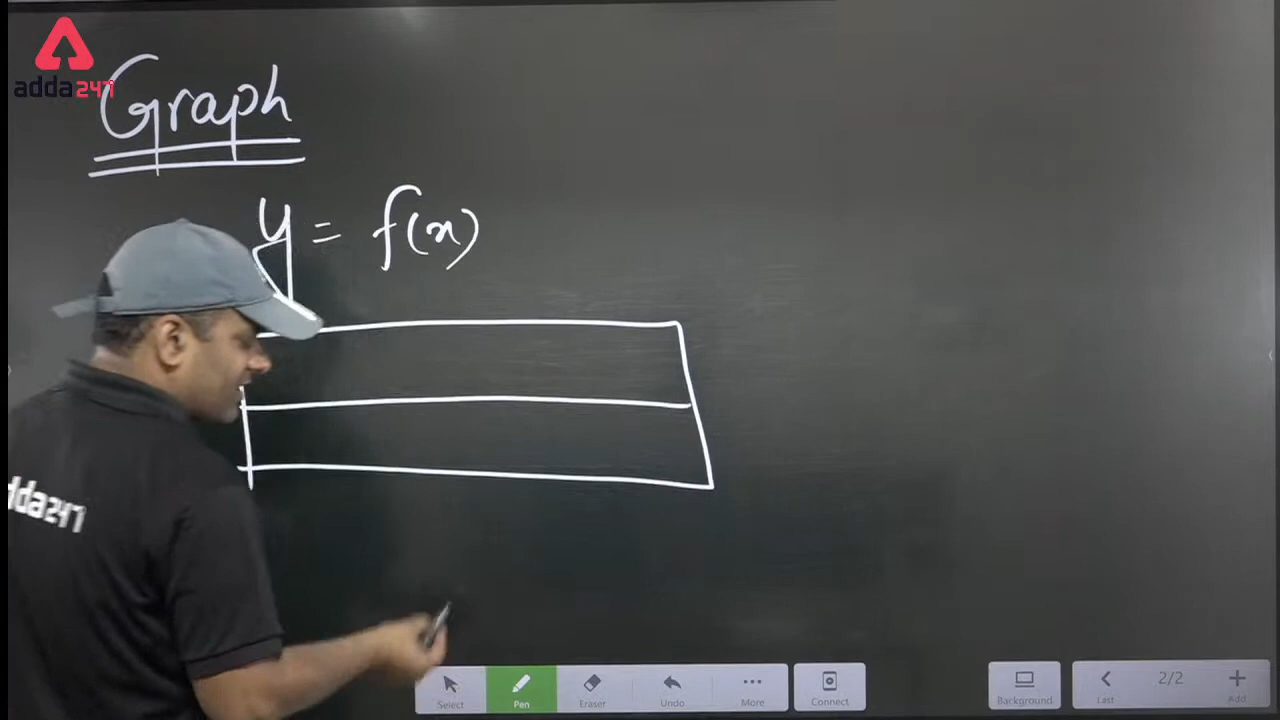 adda247
Graph
y = f(x)
adda247
Select
Pen
Eraser
Undo
More
Connect
Background
Last
2/2
Add